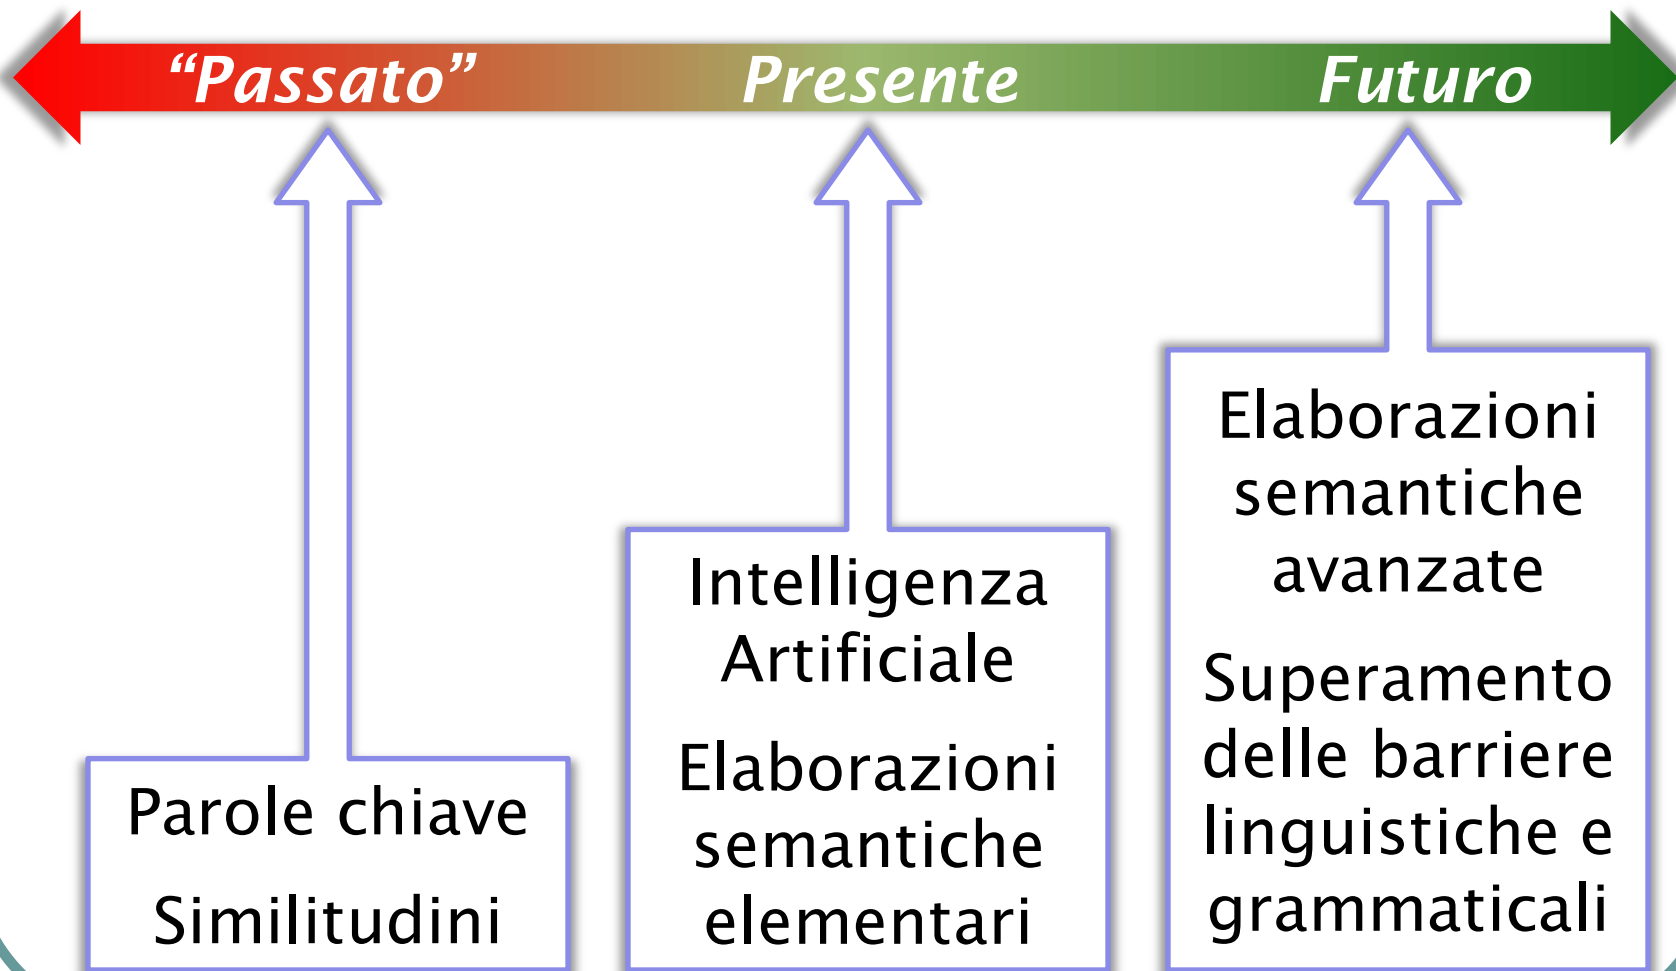 “Passato”
Presente
Futuro
Parole chiave
Similitudini
Intelligenza
Artificiale
Elaborazioni
semantiche
elementari
Elaborazioni
semantiche
avanzate
Superamento
delle barriere
linguistiche e
grammaticali